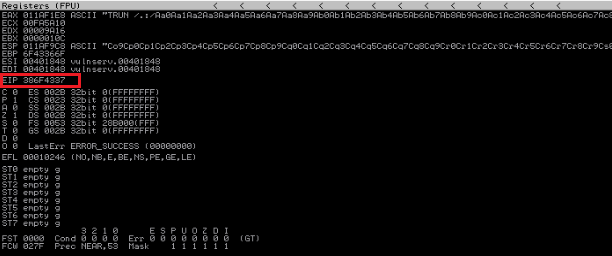 Registers (FPU) < < < < < < < < < < < <
EAX 011AF1E8 ASCII "TRUN /.:/Aa0Aa1Aa2Aa3Aa4Aa5Aa6Aa7Aa8Aa9Ab0Ab1Ab2Ab3Ab4Ab5Ab6Ab7Ab8Ab9Ac0Ac1Ac2Ac3Ac4Ac5Ac6Ac7Ac8
ECX 00FA5A10
EDX 00009A16
EBX 0000010C
ESP 011AF9C8 ASCII "Co9Cp0Cp1Cp2Cp3Cp4Cp5Cp6Cp7Cp8Cp9Cq0Cq1Cq2Cq3Cq4Cq5Cq6Cq7Cq8Cq9Cr0Cr1Cr2Cr3Cr4Cr5Cr6Cr7Cr8Cr9Cs0
EBP 6F43366F
ESI 00401848 vulnserv.00401848
EDI 00401848 vulnserv.00401848
EIP 386F4337
C 0 ES 002B 32bit 0(FFFFFFFF)
P 1 CS 0023 32bit 0(FFFFFFFF)
A 0 SS 002B 32bit 0(FFFFFFFF)
Z 1 DS 002B 32bit 0(FFFFFFFF)
S 0 FS 0053 32bit 28B000(FFF)
T 0 GS 002B 32bit 0(FFFFFFFF)
D 0
O 0 LastErr ERROR_SUCCESS (00000000)
EFL 00010246 (NO,NB,E,BE,NS,PE,GE,LE)
ST0 empty g
ST1 empty g
ST2 empty g
ST3 empty g
ST4 empty g
ST5 empty g
ST6 empty g
ST7 empty g
3 2 1 0 E S P U O Z D I
FST 0000 Cond 0 0 0 0 Err 0 0 0 0 0 0 0 0 (GT)
FCW 027F Prec NEAR,53 Mask 1 1 1 1 1 1